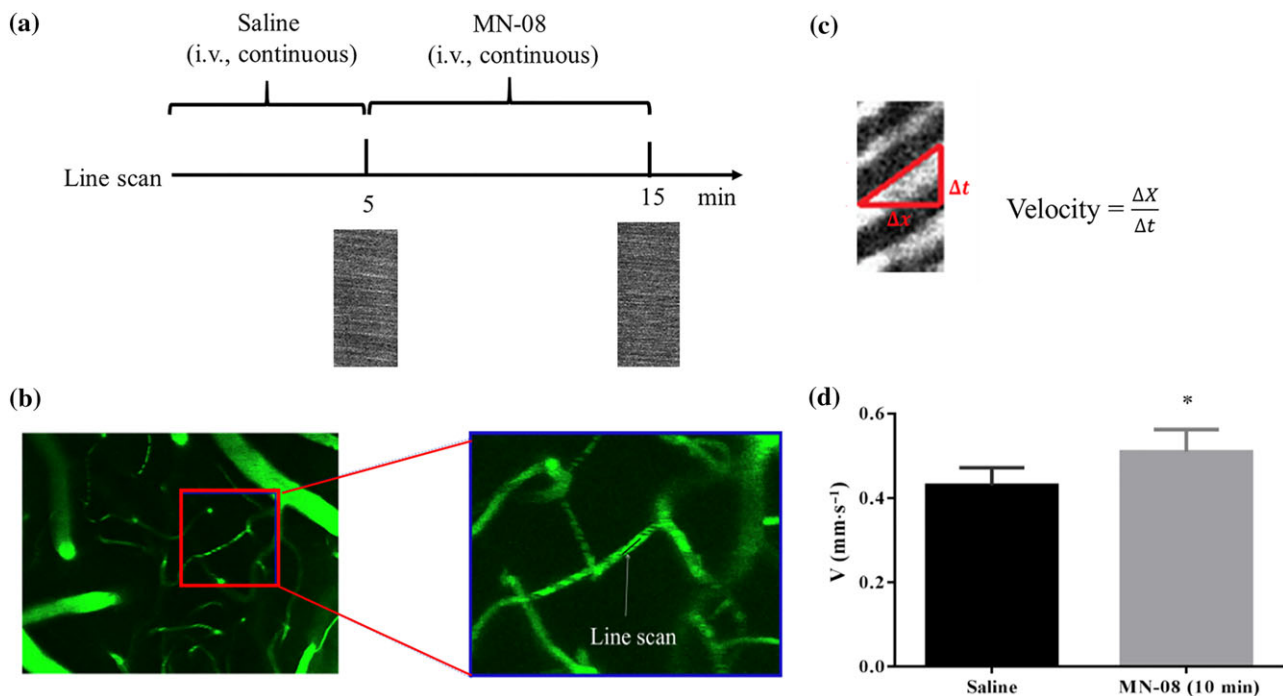 (a)
Saline
(i.v., continuous)
MN-08
(i.v., continuous)
Line scan
5
15
min
(b)
Line scan
(c)
Δt
Δx
Velocity = ΔX/Δt
(d)
*
V (mm·s⁻¹)
0.6
0.4
0.2
0.0
Saline
MN-08 (10 min)